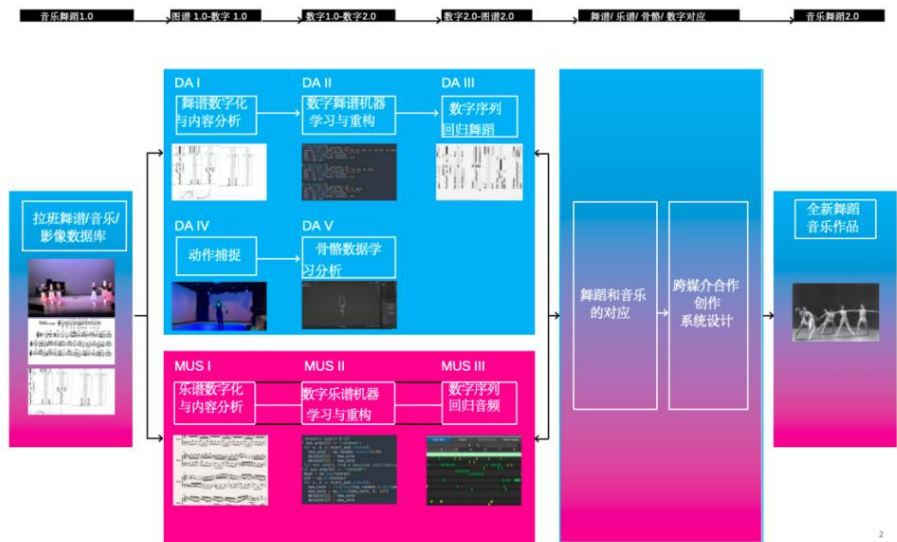 音乐舞蹈1.0
图谱 1.0-数字 1.0
数字1.0-数字2.0
数字2.0-图谱2.0
舞谱/ 乐谱/ 骨骼/ 数字对应
音乐舞蹈2.0
拉班舞谱/音乐/
影像数据库
DA I
舞谱数字化
与内容分析
DA II
数字舞谱机器
学习与重构
DA III
数字序列
回归舞蹈
DA IV
动作捕捉
DA V
骨骼数据学
习分析
MUS I
乐谱数字化
与内容分析
MUS II
数字乐谱机器
学习与重构
MUS III
数字序列
回归音频
舞蹈和音乐
的对应
跨媒介合作
创作
系统设计
全新舞蹈
音乐作品
2